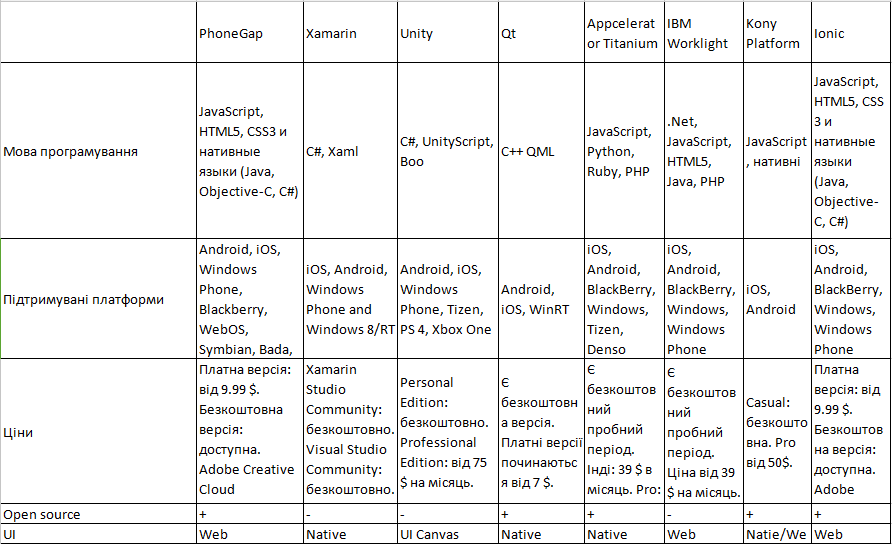 PhoneGap
Xamarin
Unity
Qt
Appcelerat
or Titanium
IBM
Worklight
Kony
Platform
Ionic
Мова програмування
JavaScript,
HTML5, CSS3 и
нативные
языки (Java,
Objective-C, C#)
C#, Xaml
C#, UnityScript,
Boo
C++ QML
JavaScript,
Python,
Ruby, PHP
.Net,
JavaScript,
HTML5,
Java, PHP
JavaScript
, нативні
JavaScript,
HTML5, CSS
3 и
нативные
языки
(Java,
Objective-
C, C#)
Підтримувані платформи
Android, iOS,
Windows
Phone,
Blackberry,
WebOS,
Symbian, Bada,
iOS, Android,
Windows
Phone and
Windows 8/RT
Android, iOS,
Windows
Phone, Tizen,
PS 4, Xbox One
Android,
iOS, WinRT
iOS,
Android,
BlackBerry,
Windows,
Tizen,
Denso
iOS,
Android,
BlackBerry,
Windows,
Windows
Phone
iOS,
Android
iOS,
Android,
BlackBerry,
Windows,
Windows
Phone
Ціни
Платна версія:
від 9.99 $.
Безкоштовна
версія:
доступна.
Adobe Creative
Cloud
Xamarin
Studio
Community:
безкоштовно.
Visual Studio
Community:
безкоштовно.
Personal
Edition:
безкоштовно.
Professional
Edition: від 75
$ на місяць.
Є
безкоштовн
а версія.
Платні версії
починаютьс
я від 7 $.
Є
безкоштов
ний
пробний
період.
Інді: 39 $ в
місяць. Pro:
Є
безкоштов
ний
пробний
період.
Ціна від 39
$ на місяць.
Casual:
безкошто
вна. Pro
від 50$.
Платна
версія: від
9.99 $.
Безкоштов
на версія:
доступна.
Adobe
Open source
+
-
-
+
+
-
+
+
UI
Web
Native
UI Canvas
Native
Native
Web
Natie/We
Web